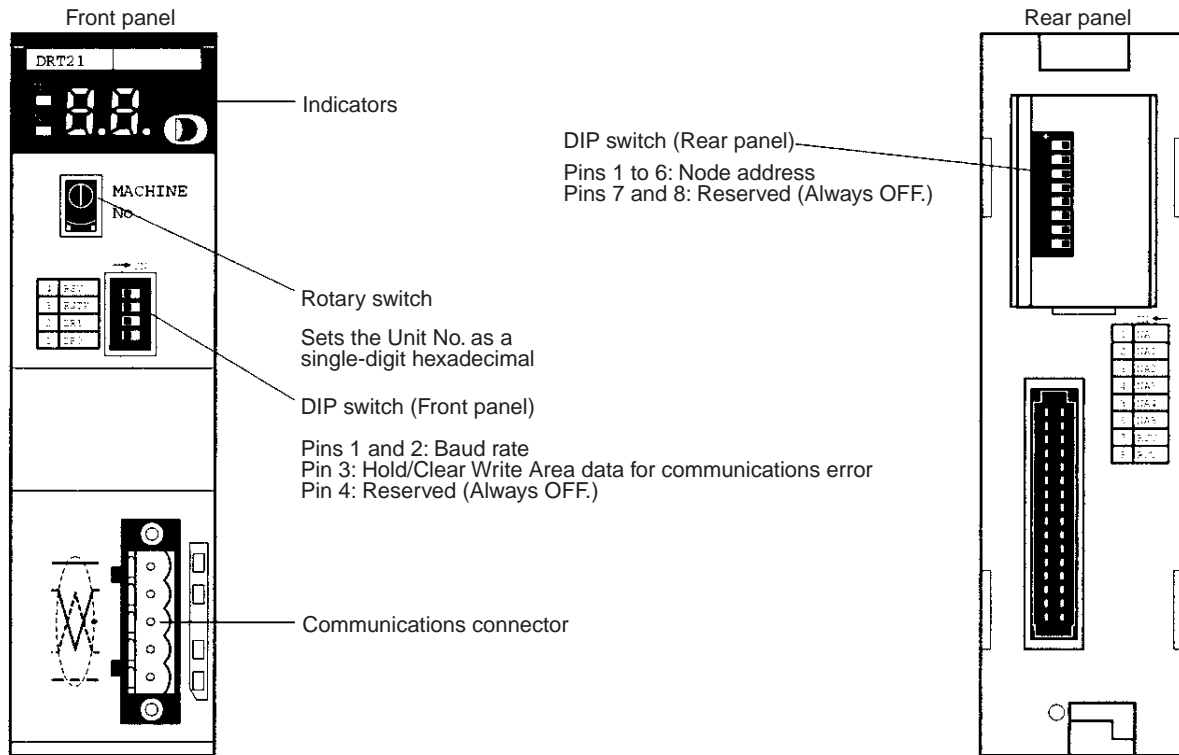 Front panel
DRT21
Indicators
MACHINE
No.
Rotary switch
Sets the Unit No. as a
single-digit hexadecimal
DIP switch (Front panel)
Pins 1 and 2: Baud rate
Pin 3: Hold/Clear Write Area data for communications error
Pin 4: Reserved (Always OFF.)
Communications connector
Rear panel
DIP switch (Rear panel)
Pins 1 to 6: Node address
Pins 7 and 8: Reserved (Always OFF.)